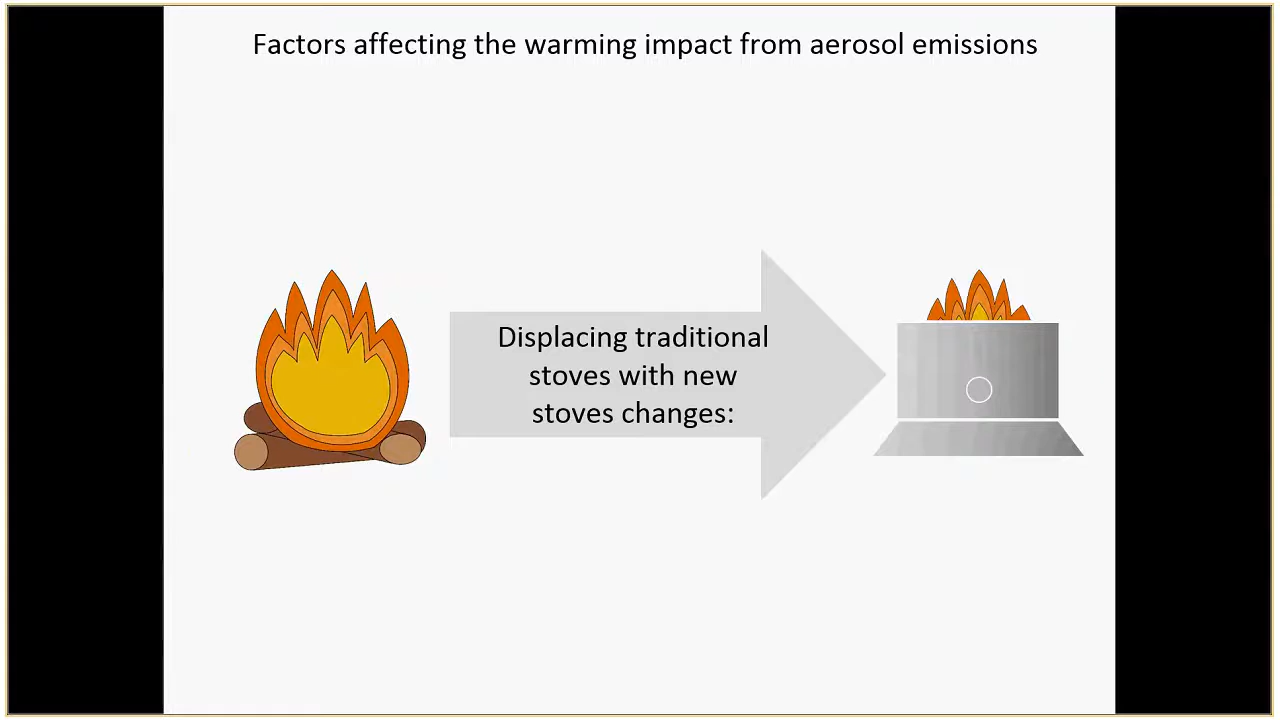 Factors affecting the warming impact from aerosol emissions
Displacing traditional
stoves with new
stoves changes: